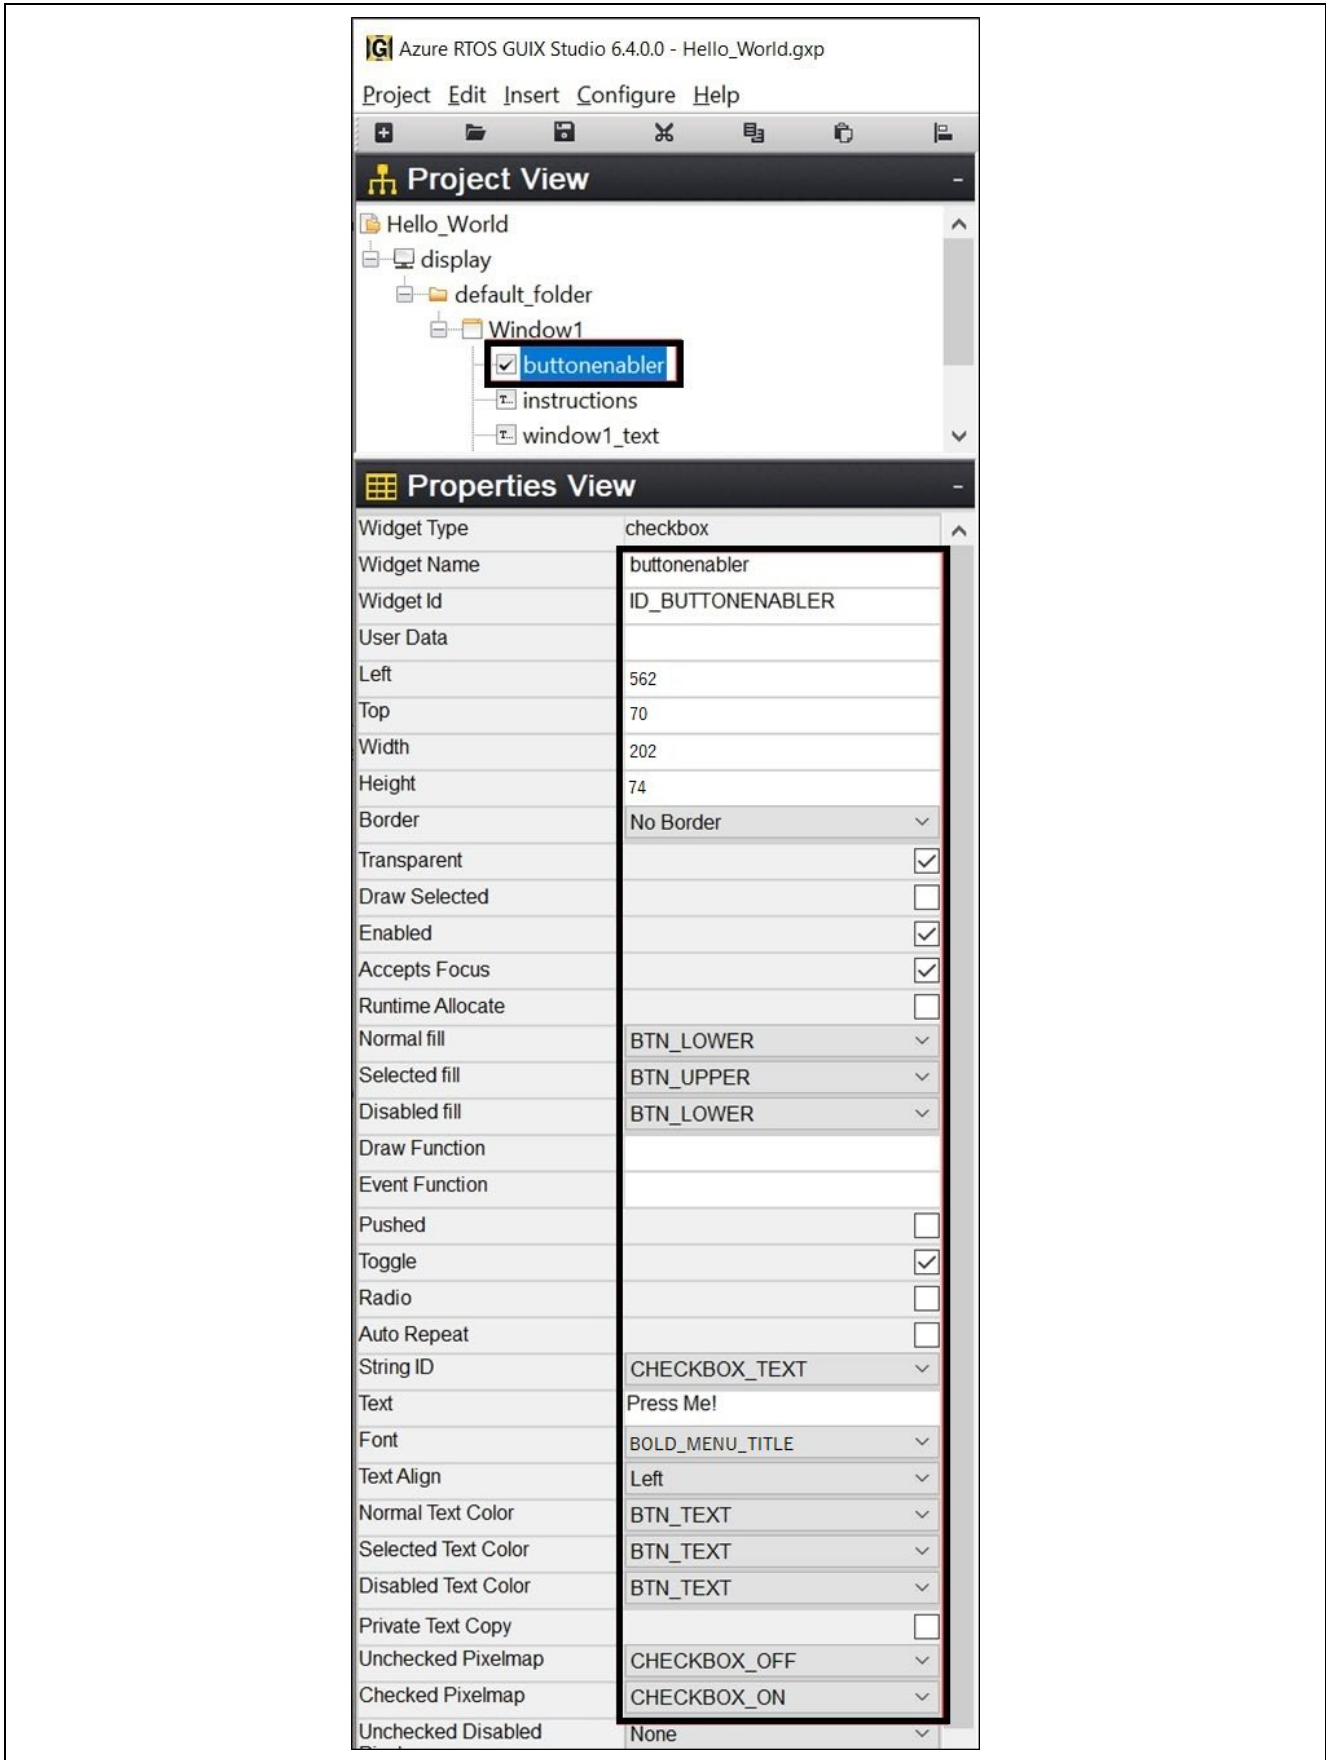 Azure RTOS GUIX Studio 6.4.0.0 - Hello_World.gxp
Project Edit Insert Configure Help
Project View -
Hello_World
display
default_folder
Window1
buttonenabler
T... instructions
T... window1_text
Properties View -
Widget Type checkbox
Widget Name buttonenabler
Widget Id ID_BUTTONENABLER
User Data
Left 562
Top 70
Width 202
Height 74
Border No Border
Transparent
Draw Selected
Enabled
Accepts Focus
Runtime Allocate
Normal fill BTN_LOWER
Selected fill BTN_UPPER
Disabled fill BTN_LOWER
Draw Function
Event Function
Pushed
Toggle
Radio
Auto Repeat
String ID CHECKBOX_TEXT
Text Press Me!
Font BOLD_MENU_TITLE
Text Align Left
Normal Text Color BTN_TEXT
Selected Text Color BTN_TEXT
Disabled Text Color BTN_TEXT
Private Text Copy
Unchecked Pixelmap CHECKBOX_OFF
Checked Pixelmap CHECKBOX_ON
Unchecked Disabled None